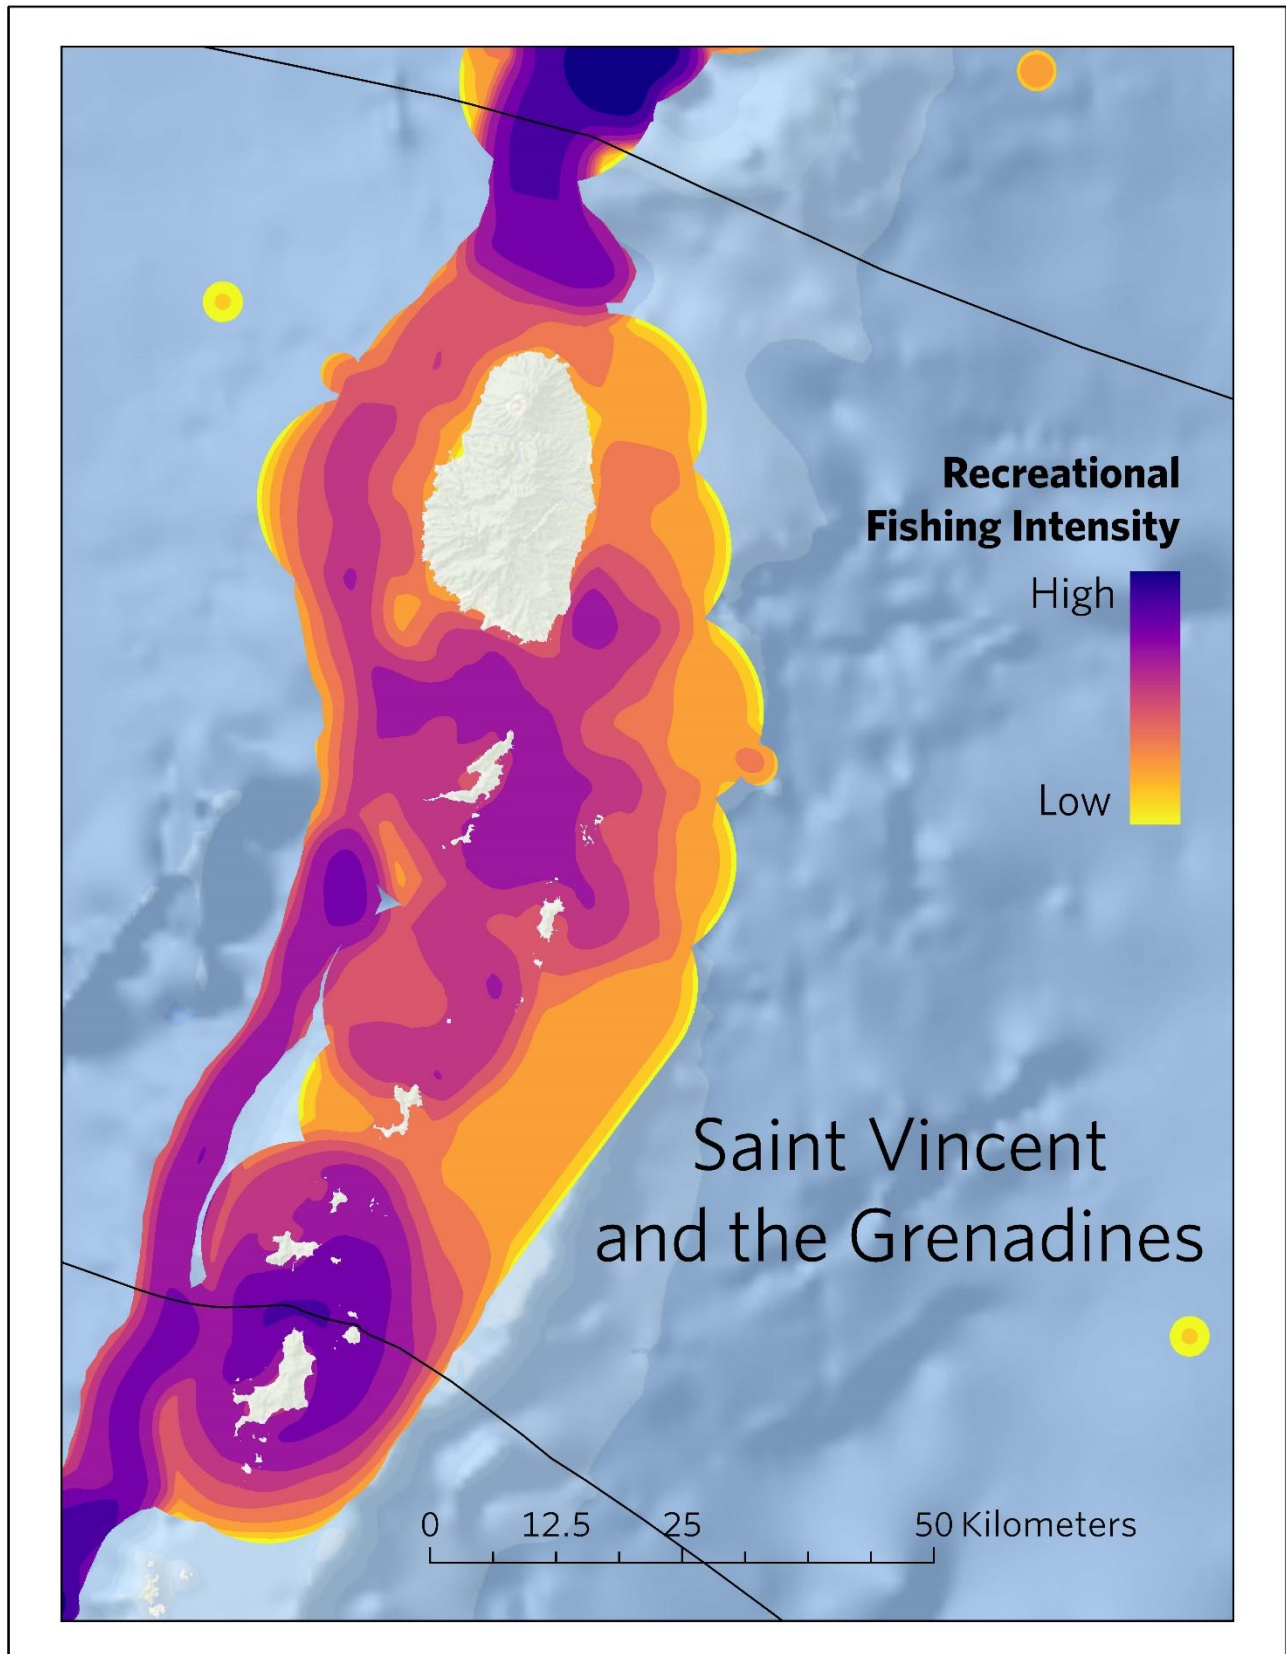 Recreational
Fishing Intensity
High
Low
Saint Vincent
and the Grenadines
0 12.5 25 50 Kilometers